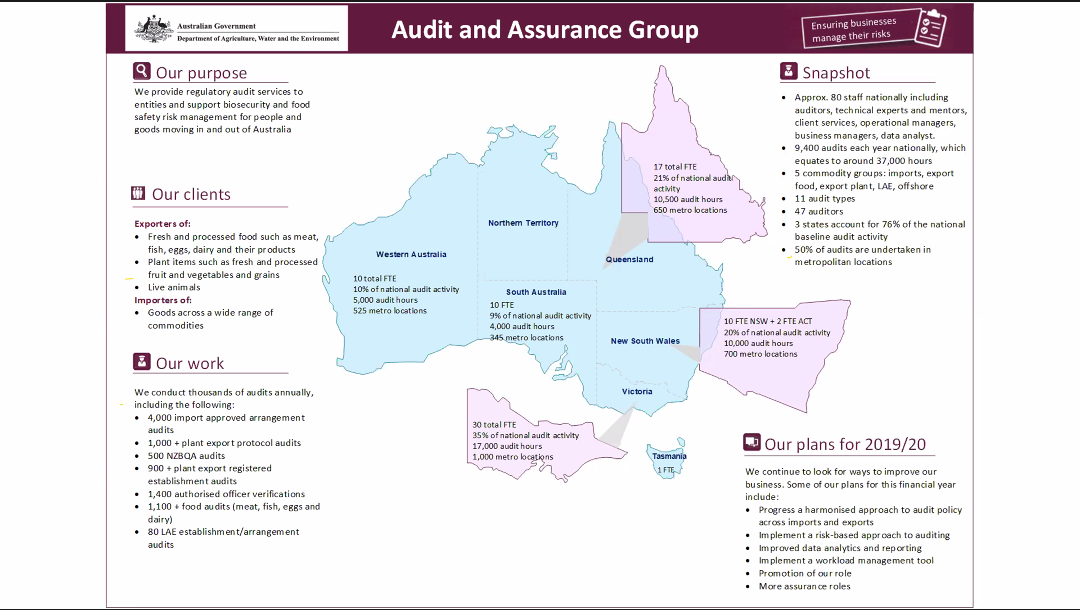 Australian Government
Department of Agriculture, Water and the Environment
Audit and Assurance Group
Ensuring businesses
manage their risks
Our purpose
We provide regulatory audit services to
entities and support biosecurity and food
safety risk management for people and
goods moving in and out of Australia
Our clients
Exporters of:
• Fresh and processed food such as meat,
fish, eggs, dairy and their products
• Plant items such as fresh and processed
fruit and vegetables and grains
• Live animals
Importers of:
• Goods across a wide range of
commodities
Our work
We conduct thousands of audits annually,
including the following:
• 4,000 import approved arrangement
audits
• 1,000 + plant export protocol audits
• 500 NZBQA audits
• 900 + plant export registered
establishment audits
• 1,400 authorised officer verifications
• 1,100 + food audits (meat, fish, eggs and
dairy)
• 80 LAE establishment/arrangement
audits
Western Australia
10 total FTE
10% of national audit activity
5,000 audit hours
525 metro locations
Northern Territory
South Australia
10 FTE
9% of national audit activity
4,000 audit hours
345 metro locations
17 total FTE
21% of national audit
activity
10,500 audit hours
650 metro locations
Queensland
New South Wales
10 FTE NSW + 2 FTE ACT
20% of national audit activity
10,000 audit hours
700 metro locations
Victoria
30 total FTE
35% of national audit activity
17,000 audit hours
1,000 metro locations
Tasmania
1 FTE
Snapshot
• Approx. 80 staff nationally including
auditors, technical experts and mentors,
client services, operational managers,
business managers, data analyst.
• 9,400 audits each year nationally, which
equates to around 37,000 hours
• 5 commodity groups: imports, export
food, export plant, LAE, offshore
• 11 audit types
• 47 auditors
• 3 states account for 76% of the national
baseline audit activity
• 50% of audits are undertaken in
metropolitan locations
Our plans for 2019/20
We continue to look for ways to improve our
business. Some of our plans for this financial year
include:
• Progress a harmonised approach to audit policy
across imports and exports
• Implement a risk-based approach to auditing
• Improved data analytics and reporting
• Implement a workload management tool
• Promotion of our role
• More assurance roles